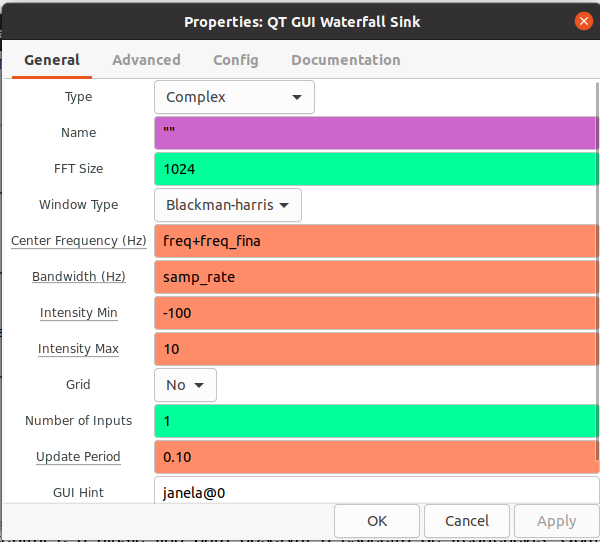 Properties: QT GUI Waterfall Sink
General Advanced Config Documentation
Type Complex
Name ""
FFT Size 1024
Window Type Blackman-harris
Center Frequency (Hz) freq+freq_fina
Bandwidth (Hz) samp_rate
Intensity Min -100
Intensity Max 10
Grid No
Number of Inputs 1
Update Period 0.10
GUI Hint janela@0
OK Cancel Apply